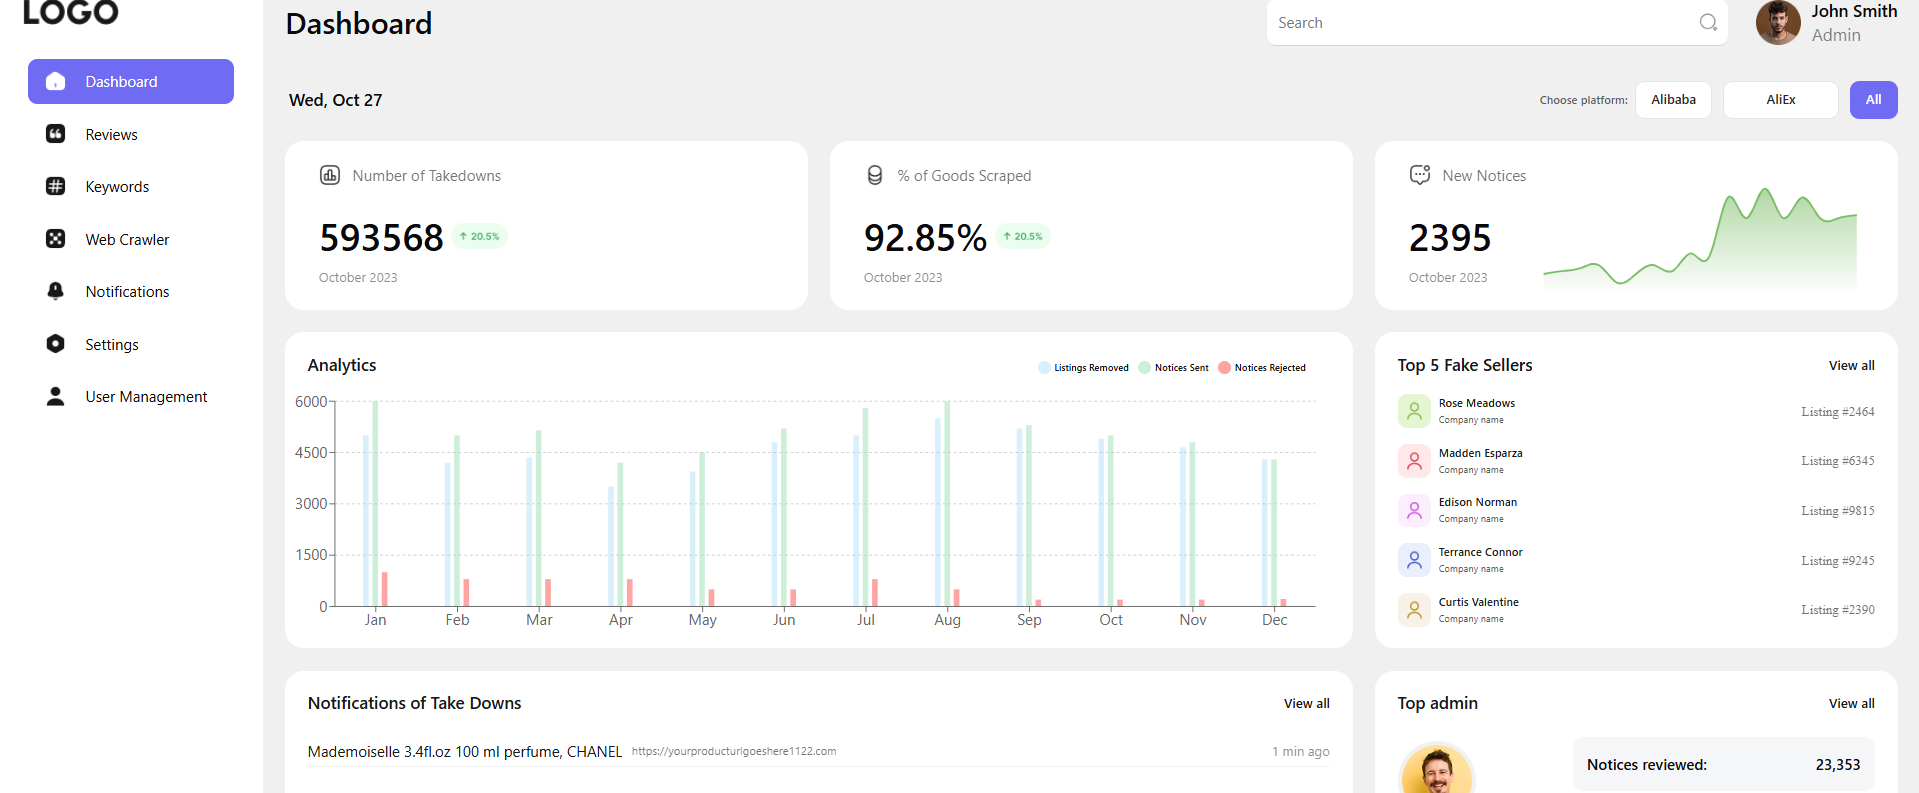 LOGO
Dashboard
Search
John Smith
Admin
Dashboard
Reviews
Keywords
Web Crawler
Notifications
Settings
User Management
Wed, Oct 27
Choose platform:
Alibaba
AliEx
All
Number of Takedowns
593568
↑ 20.5%
October 2023
% of Goods Scraped
92.85%
↑ 20.5%
October 2023
New Notices
2395
October 2023
Analytics
Listings Removed
Notices Sent
Notices Rejected
6000
4500
3000
1500
0
Jan Feb Mar Apr May Jun Jul Aug Sep Oct Nov Dec
Top 5 Fake Sellers
View all
Rose Meadows
Company name
Listing #2464
Madden Esparza
Company name
Listing #6345
Edison Norman
Company name
Listing #9815
Terrance Connor
Company name
Listing #9245
Curtis Valentine
Company name
Listing #2390
Notifications of Take Downs
View all
Mademoiselle 3.4fl.oz 100 ml perfume, CHANEL https://yourproducturlgoeshere1122.com 1 min ago
Top admin
View all
Notices reviewed: 23,353